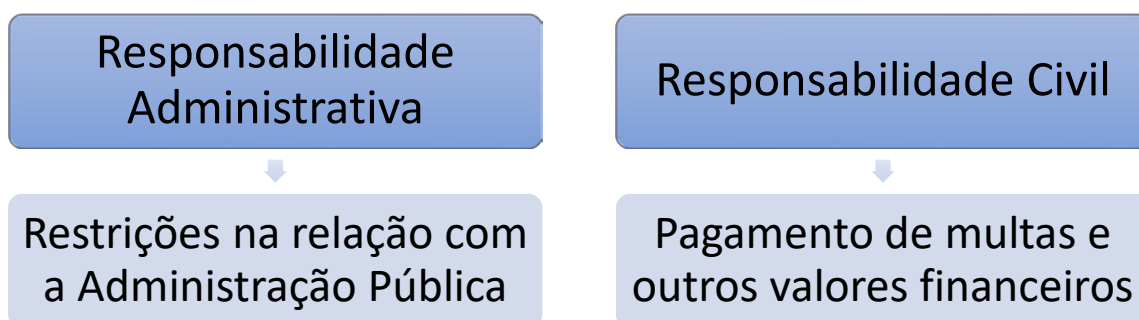 Responsabilidade
Administrativa
Restrições na relação com
a Administração Pública
Responsabilidade Civil
Pagamento de multas e
outros valores financeiros